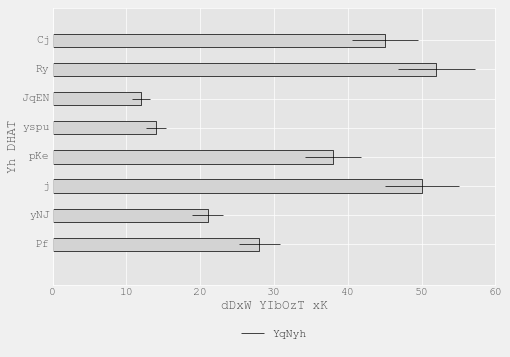 Yh DHAT
Cj
Ry
JqEN
yspu
pKe
j
yNJ
Pf
0 10 20 30 40 50 60
dDxW YIbOzT xK
YqNyh